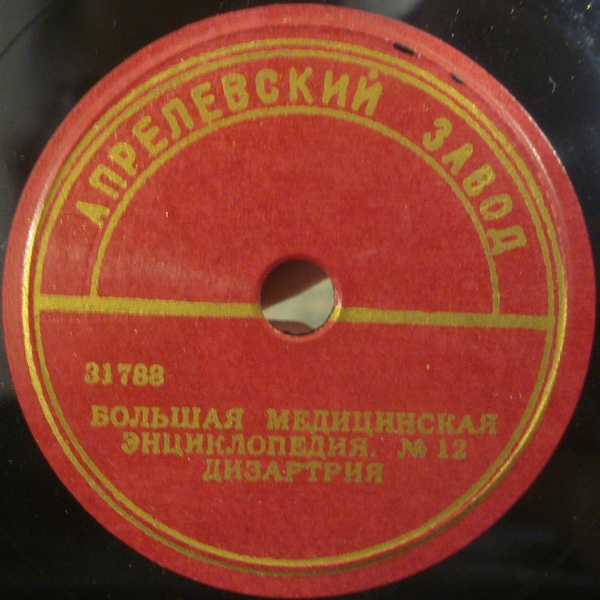 АПРЕЛЕВСКИЙ ЗАВОД
31788
БОЛЬШАЯ МЕДИЦИНСКАЯ
ЭНЦИКЛОПЕДИЯ. № 12
ДИЗАРТРИЯ